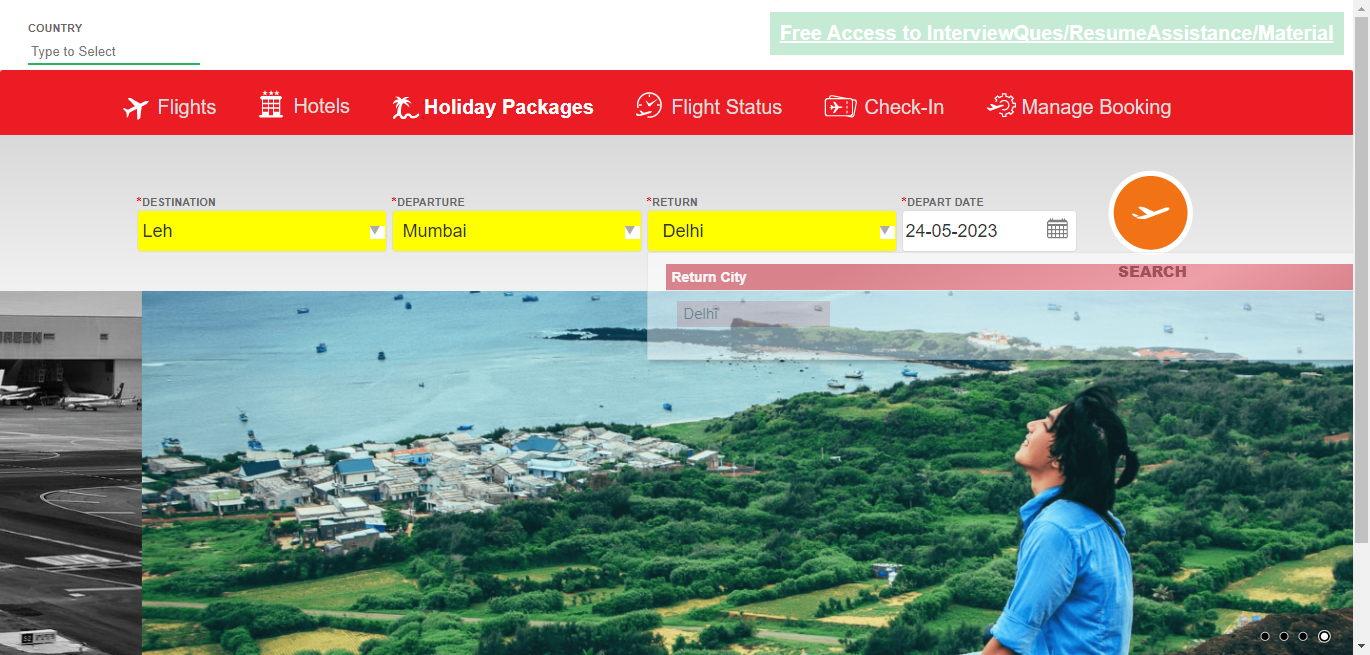 COUNTRY
Type to Select
Free Access to InterviewQues/ResumeAssistance/Material
Flights
Hotels
Holiday Packages
Flight Status
Check-In
Manage Booking
*DESTINATION
*DEPARTURE
*RETURN
*DEPART DATE
Leh
Mumbai
Delhi
24-05-2023
SEARCH
Return City
Delhi